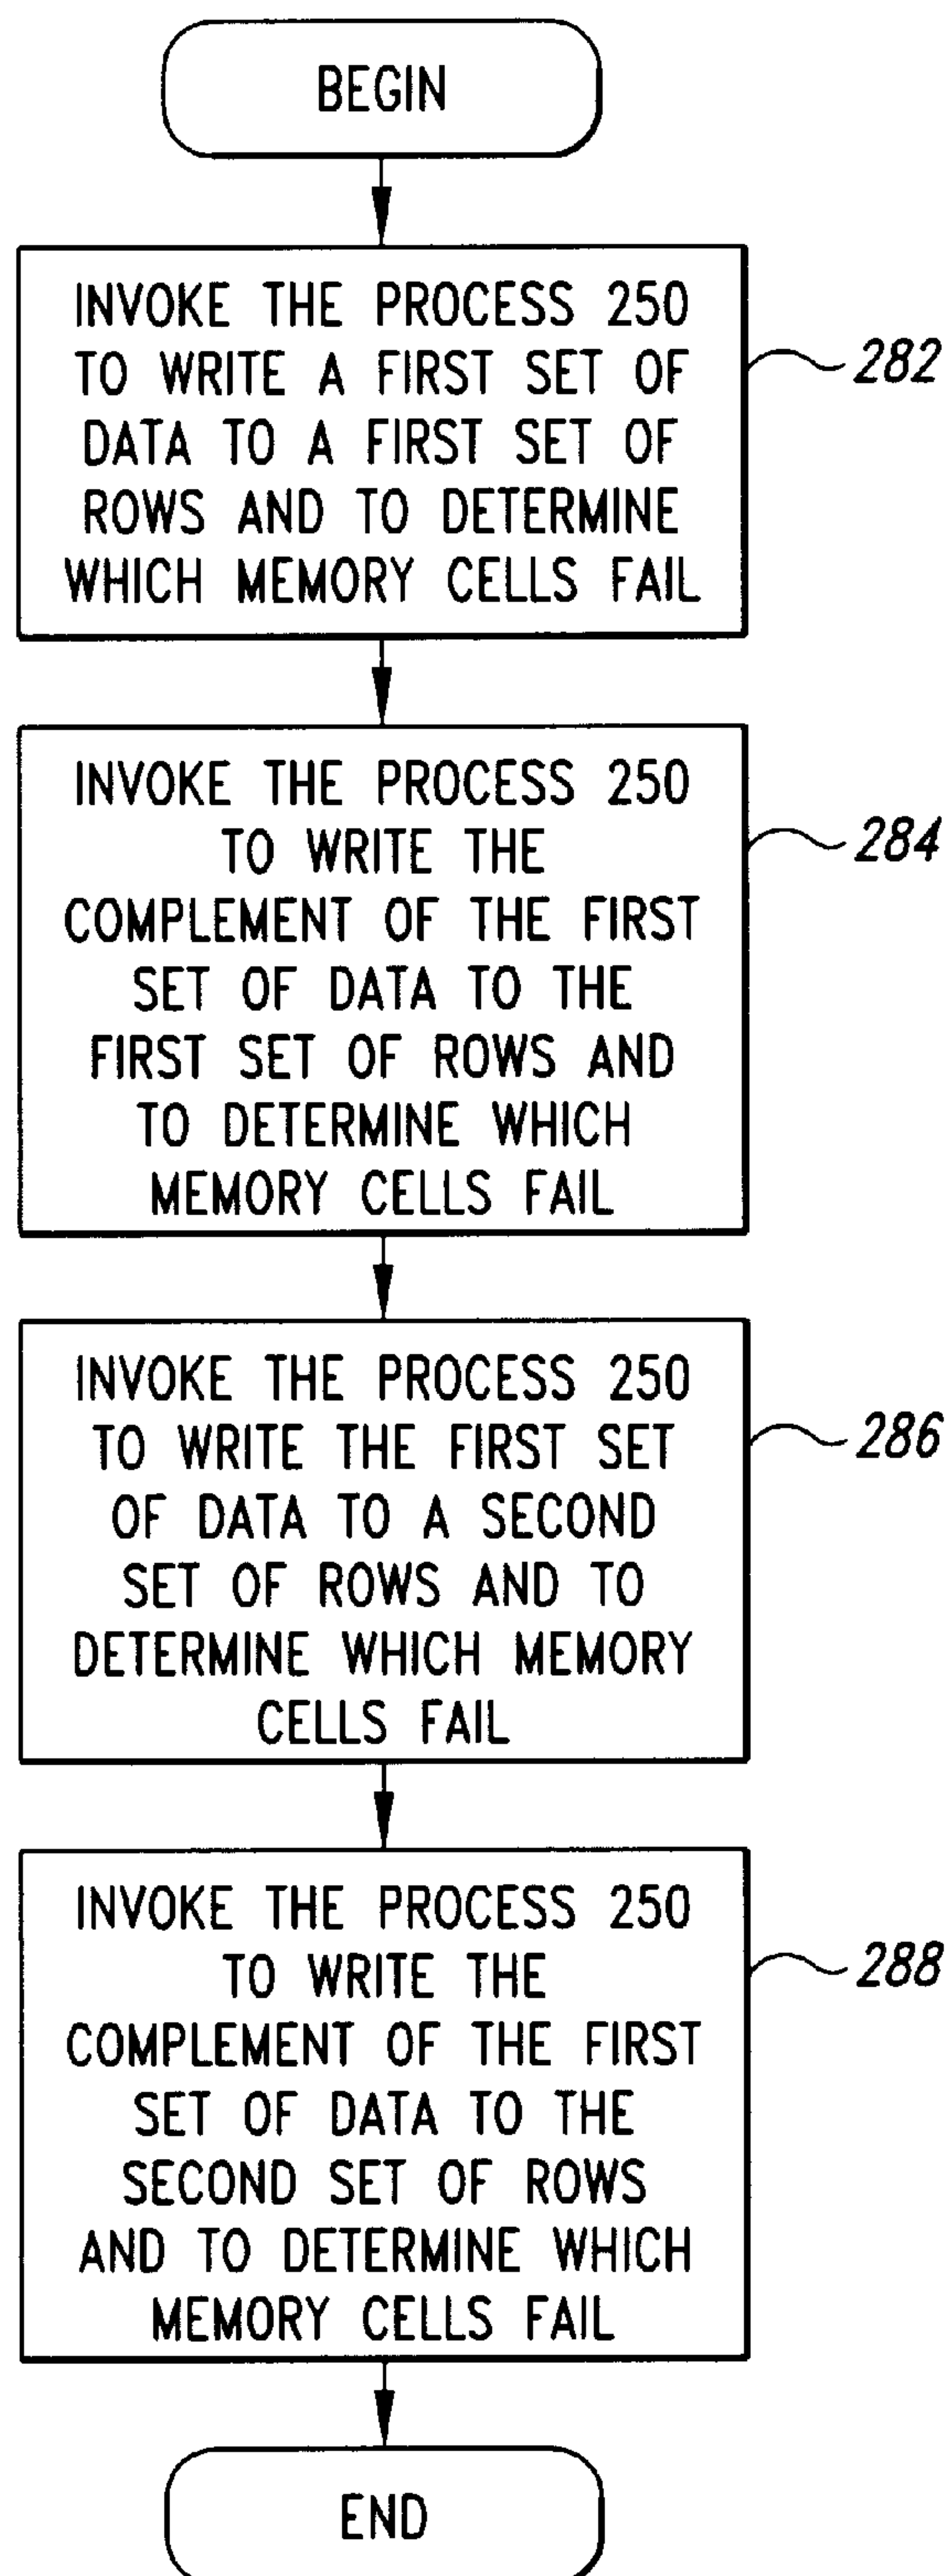 BEGIN
INVOKE THE PROCESS 250
TO WRITE A FIRST SET OF
DATA TO A FIRST SET OF
ROWS AND TO DETERMINE
WHICH MEMORY CELLS FAIL
282
INVOKE THE PROCESS 250
TO WRITE THE
COMPLEMENT OF THE FIRST
SET OF DATA TO THE
FIRST SET OF ROWS AND
TO DETERMINE WHICH
MEMORY CELLS FAIL
284
INVOKE THE PROCESS 250
TO WRITE THE FIRST SET
OF DATA TO A SECOND
SET OF ROWS AND TO
DETERMINE WHICH MEMORY
CELLS FAIL
286
INVOKE THE PROCESS 250
TO WRITE THE
COMPLEMENT OF THE FIRST
SET OF DATA TO THE
SECOND SET OF ROWS
AND TO DETERMINE WHICH
MEMORY CELLS FAIL
288
END